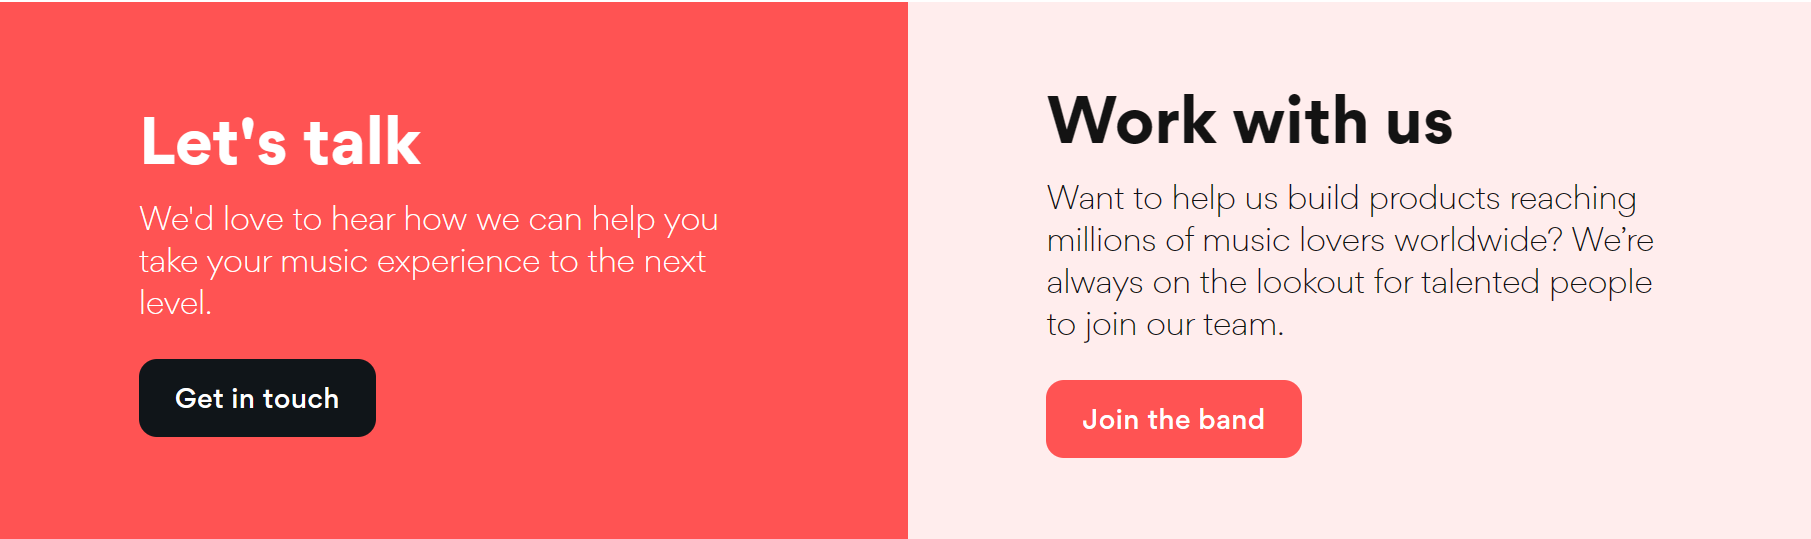 Let's talk
We'd love to hear how we can help you
take your music experience to the next
level.
Get in touch
Work with us
Want to help us build products reaching
millions of music lovers worldwide? We’re
always on the lookout for talented people
to join our team.
Join the band